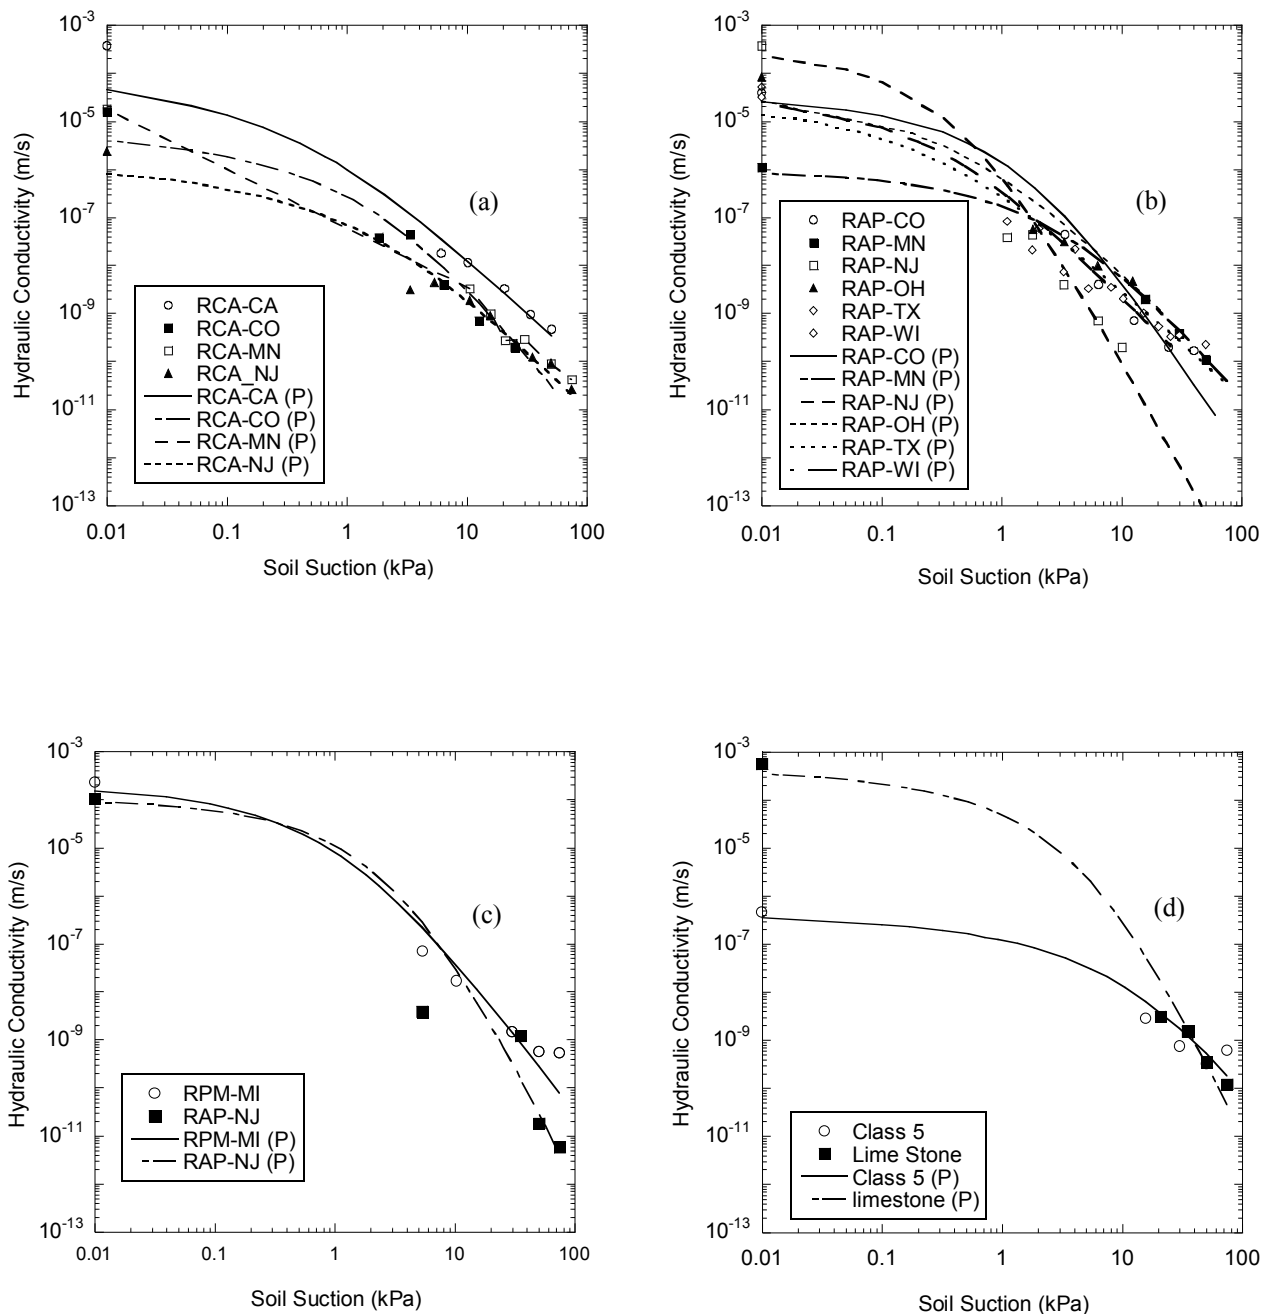 10-3
10-5
10-7
10-9
10-11
10-13
Hydraulic Conductivity (m/s)
(a)
RCA-CA
RCA-CO
RCA-MN
RCA_NJ
RCA-CA (P)
RCA-CO (P)
RCA-MN (P)
RCA-NJ (P)
0.01 0.1 1 10 100
Soil Suction (kPa)
10-3
10-5
10-7
10-9
10-11
10-13
Hydraulic Conductivity (m/s)
(b)
RAP-CO
RAP-MN
RAP-NJ
RAP-OH
RAP-TX
RAP-WI
RAP-CO (P)
RAP-MN (P)
RAP-NJ (P)
RAP-OH (P)
RAP-TX (P)
RAP-WI (P)
0.01 0.1 1 10 100
Soil Suction (kPa)
10-3
10-5
10-7
10-9
10-11
10-13
Hydraulic Conductivity (m/s)
(c)
RPM-MI
RAP-NJ
RPM-MI (P)
RAP-NJ (P)
0.01 0.1 1 10 100
Soil Suction (kPa)
10-3
10-5
10-7
10-9
10-11
10-13
Hydraulic Conductivity (m/s)
(d)
Class 5
Lime Stone
Class 5 (P)
limestone (P)
0.01 0.1 1 10 100
Soil Suction (kPa)